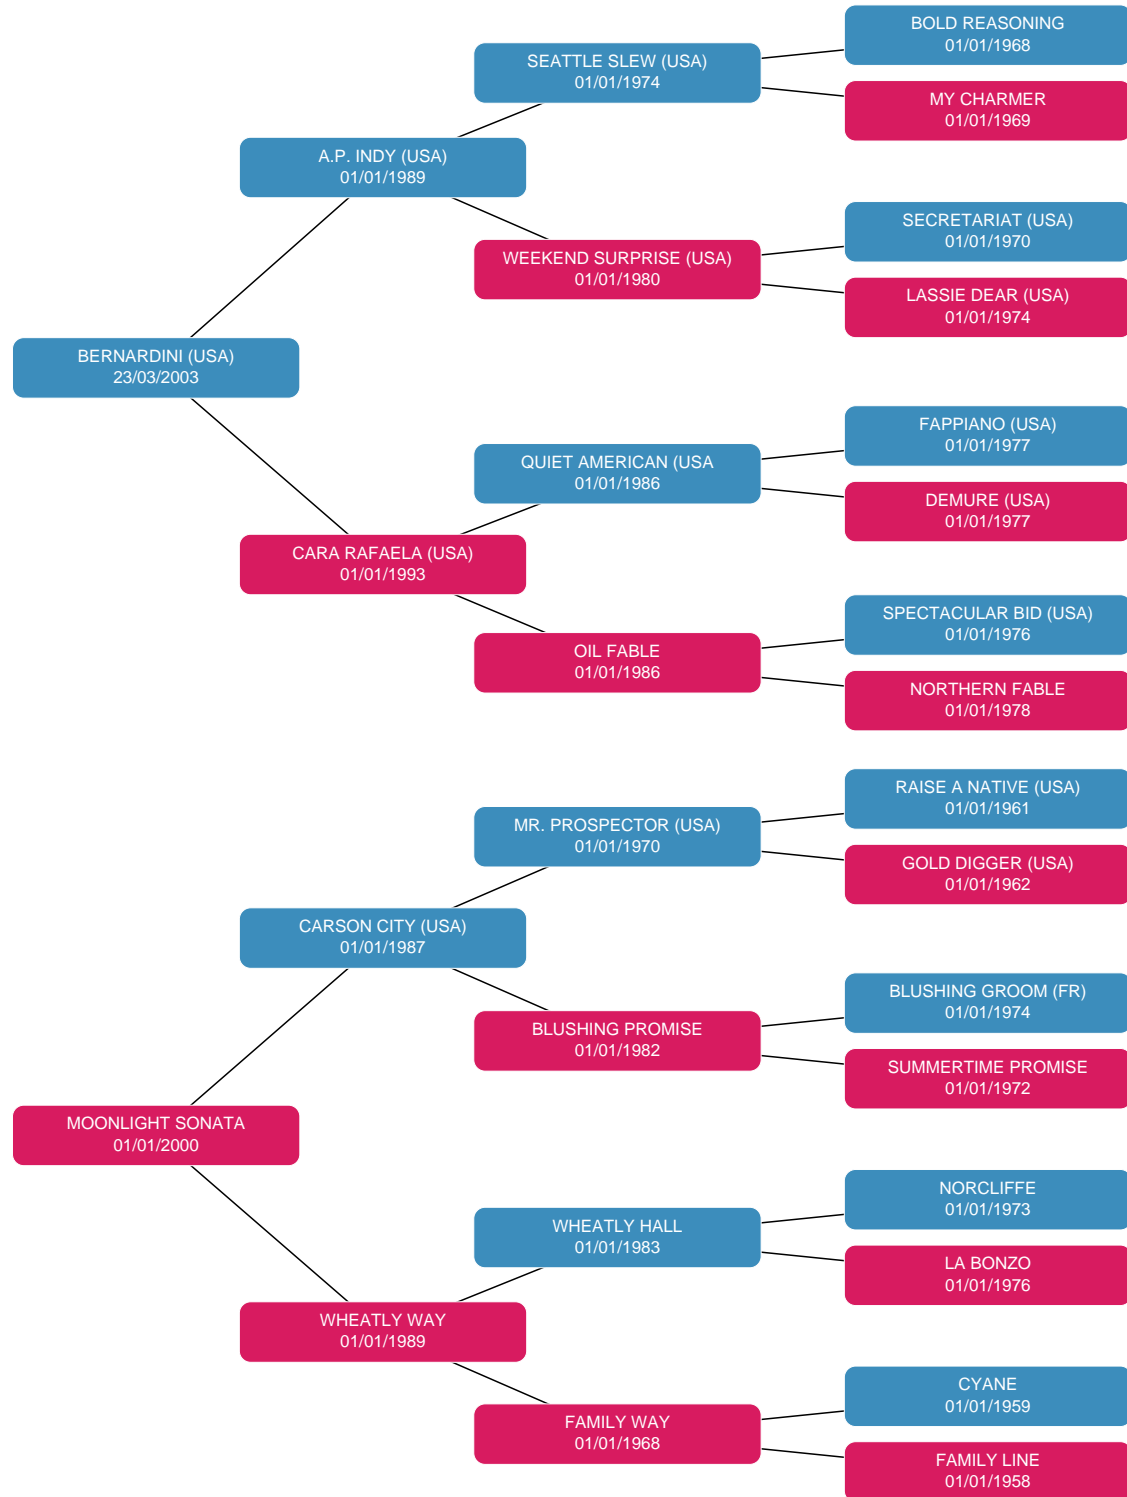 BOLD REASONING
01/01/1968
SEATTLE SLEW (USA)
01/01/1974
MY CHARMER
01/01/1969
A.P. INDY (USA)
01/01/1989
SECRETARIAT (USA)
01/01/1970
WEEKEND SURPRISE (USA)
01/01/1980
LASSIE DEAR (USA)
01/01/1974
BERNARDINI (USA)
23/03/2003
FAPPIANO (USA)
01/01/1977
QUIET AMERICAN (USA
01/01/1986
DEMURE (USA)
01/01/1977
CARA RAFAELA (USA)
01/01/1993
SPECTACULAR BID (USA)
01/01/1976
OIL FABLE
01/01/1986
NORTHERN FABLE
01/01/1978
RAISE A NATIVE (USA)
01/01/1961
MR. PROSPECTOR (USA)
01/01/1970
GOLD DIGGER (USA)
01/01/1962
CARSON CITY (USA)
01/01/1987
BLUSHING GROOM (FR)
01/01/1974
BLUSHING PROMISE
01/01/1982
SUMMERTIME PROMISE
01/01/1972
MOONLIGHT SONATA
01/01/2000
NORCLIFFE
01/01/1973
WHEATLY HALL
01/01/1983
LA BONZO
01/01/1976
WHEATLY WAY
01/01/1989
CYANE
01/01/1959
FAMILY WAY
01/01/1968
FAMILY LINE
01/01/1958